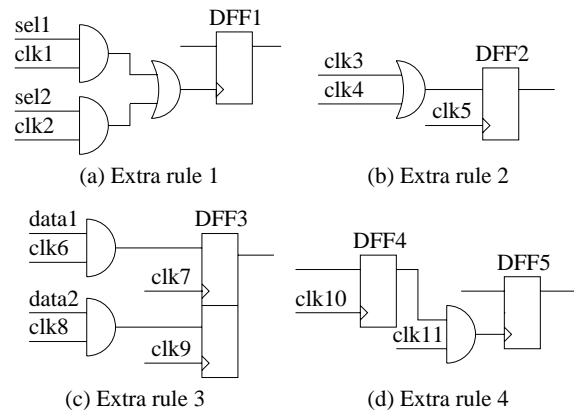 DFF1
sel1
clk1
sel2
clk2
(a) Extra rule 1
DFF2
clk3
clk4
clk5
(b) Extra rule 2
DFF3
data1
clk6
clk7
data2
clk8
clk9
(c) Extra rule 3
DFF4
DFF5
clk10
clk11
(d) Extra rule 4